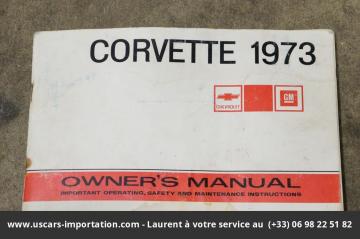 CORVETTE 1973
CHEVROLET
GM
OWNER'S MANUAL
IMPORTANT OPERATING, SAFETY AND MAINTENANCE INSTRUCTIONS
www.uscars-importation.com - Laurent à votre service au (+33) 06 98 22 51 82